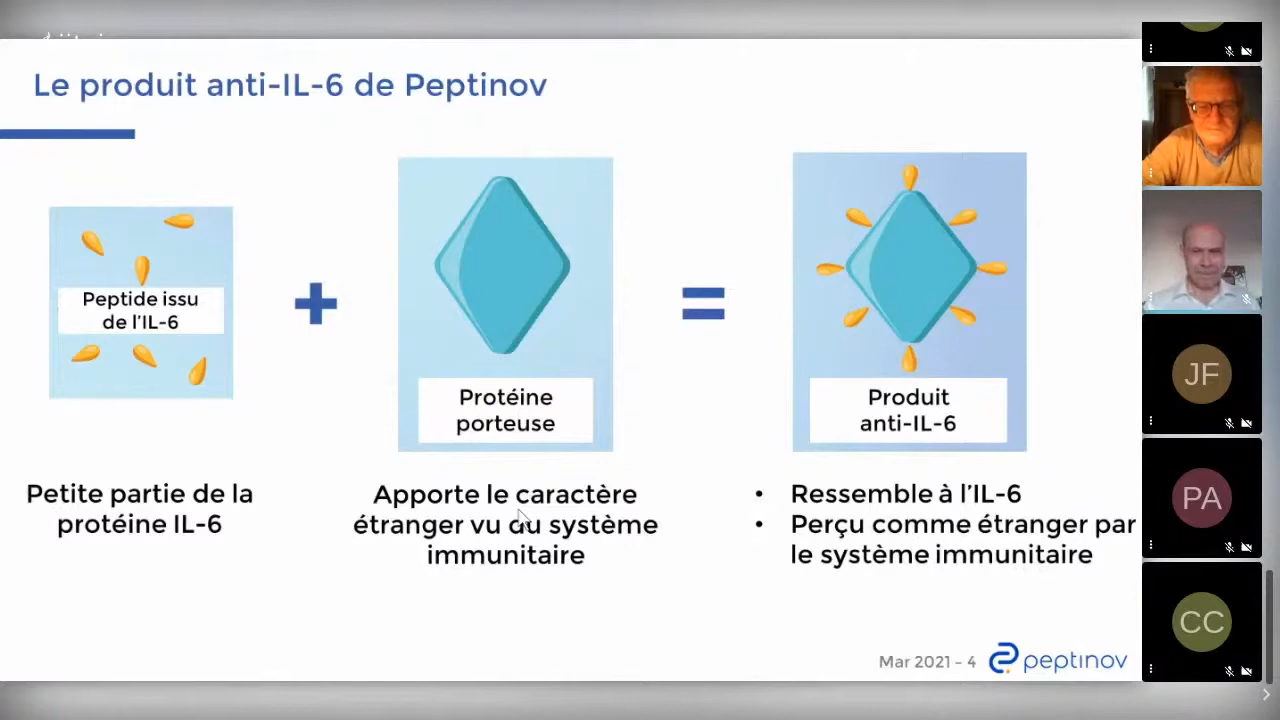 Le produit anti-IL-6 de Peptinov
Peptide issu
de l'IL-6
Protéine
porteuse
Produit
anti-IL-6
Petite partie de la
protéine IL-6
Apporte le caractère
étranger vu du système
immunitaire
• Ressemble à l'IL-6
• Perçu comme étranger par
le système immunitaire
Mar 2021 - 4
peptinov
JF
PA
CC